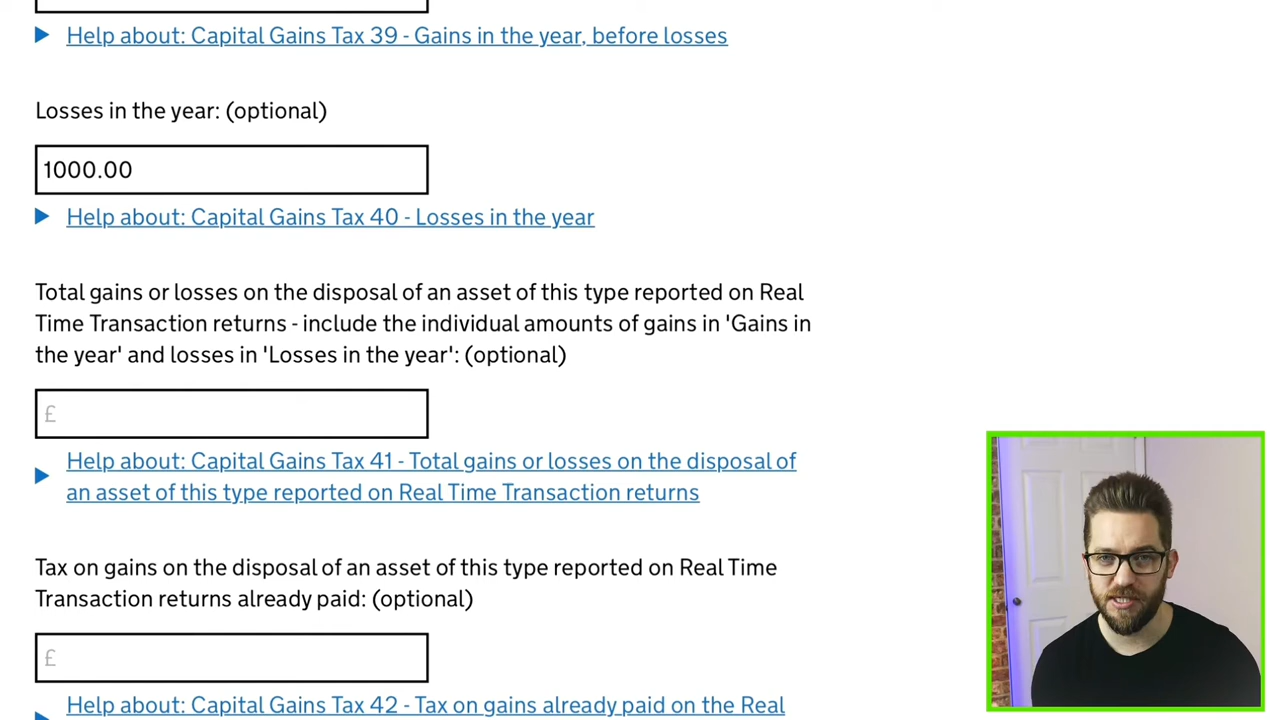 Help about: Capital Gains Tax 39 - Gains in the year, before losses
Losses in the year: (optional)
1000.00
Help about: Capital Gains Tax 40 - Losses in the year
Total gains or losses on the disposal of an asset of this type reported on Real
Time Transaction returns - include the individual amounts of gains in 'Gains in
the year' and losses in 'Losses in the year': (optional)
£
Help about: Capital Gains Tax 41 - Total gains or losses on the disposal of
an asset of this type reported on Real Time Transaction returns
Tax on gains on the disposal of an asset of this type reported on Real Time
Transaction returns already paid: (optional)
£
Help about: Capital Gains Tax 42 - Tax on gains already paid on the Real